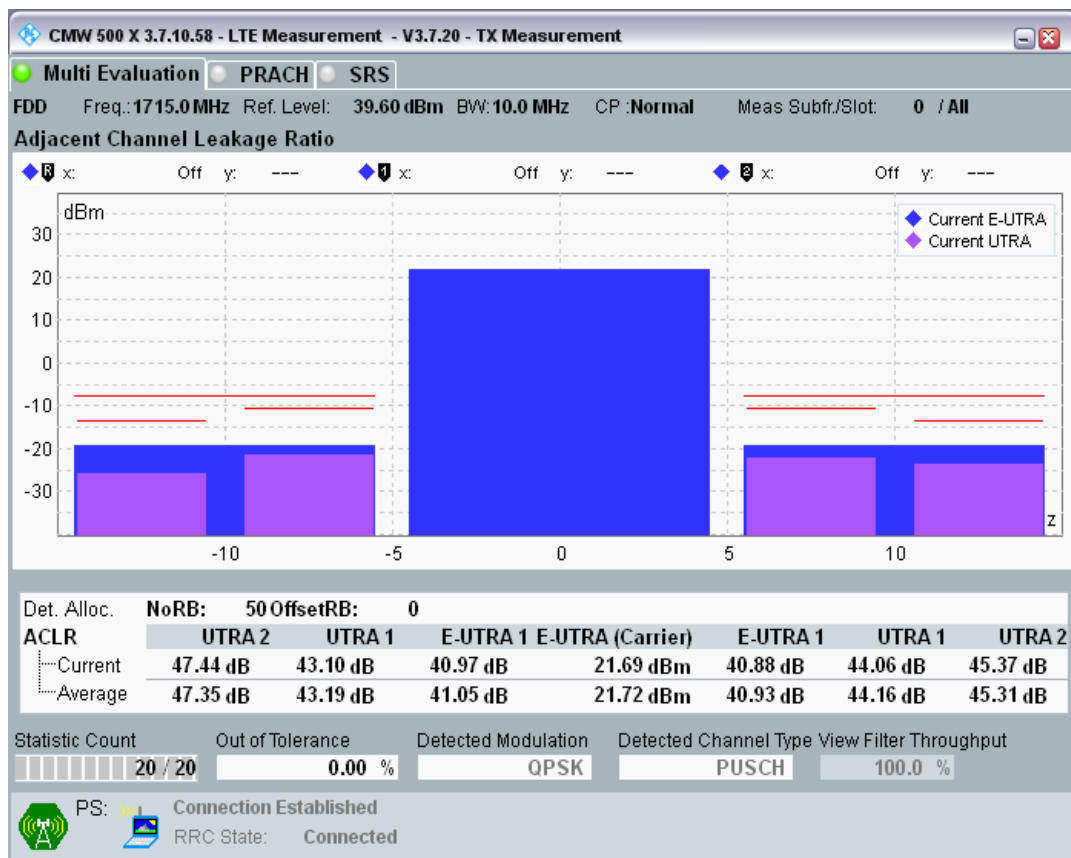 CMW 500 X 3.7.10.58 - LTE Measurement - V3.7.20 - TX Measurement
Multi Evaluation PRACH SRS
FDD Freq.: 1715.0 MHz Ref. Level: 39.60 dBm BW: 10.0 MHz CP :Normal Meas Subfr./Slot: 0 / All
Adjacent Channel Leakage Ratio
R x: Off y: --- 1 x: Off y: --- 2 x: Off y: ---
dBm
Current E-UTRA
Current UTRA
30
20
10
0
-10
-20
-30
z
-10 -5 0 5 10
Det. Alloc. NoRB: 50 OffsetRB: 0
ACLR UTRA 2 UTRA 1 E-UTRA 1 E-UTRA (Carrier) E-UTRA 1 UTRA 1 UTRA 2
Current 47.44 dB 43.10 dB 40.97 dB 21.69 dBm 40.88 dB 44.06 dB 45.37 dB
Average 47.35 dB 43.19 dB 41.05 dB 21.72 dBm 40.93 dB 44.16 dB 45.31 dB
Statistic Count Out of Tolerance Detected Modulation Detected Channel Type View Filter Throughput
20 / 20 0.00 % QPSK PUSCH 100.0 %
PS: Connection Established
RRC State: Connected